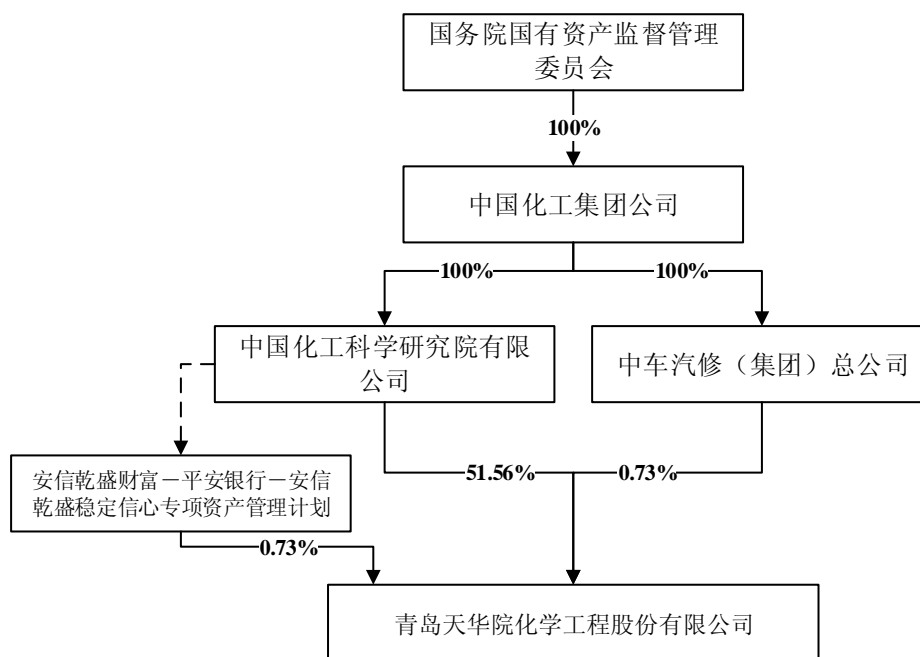 国务院国有资产监督管理
委员会
100%
中国化工集团公司
100%
100%
中国化工科学研究院有限
公司
中车汽修（集团）总公司
安信乾盛财富－平安银行－安信
乾盛稳定信心专项资产管理计划
51.56%
0.73%
0.73%
青岛天华院化学工程股份有限公司